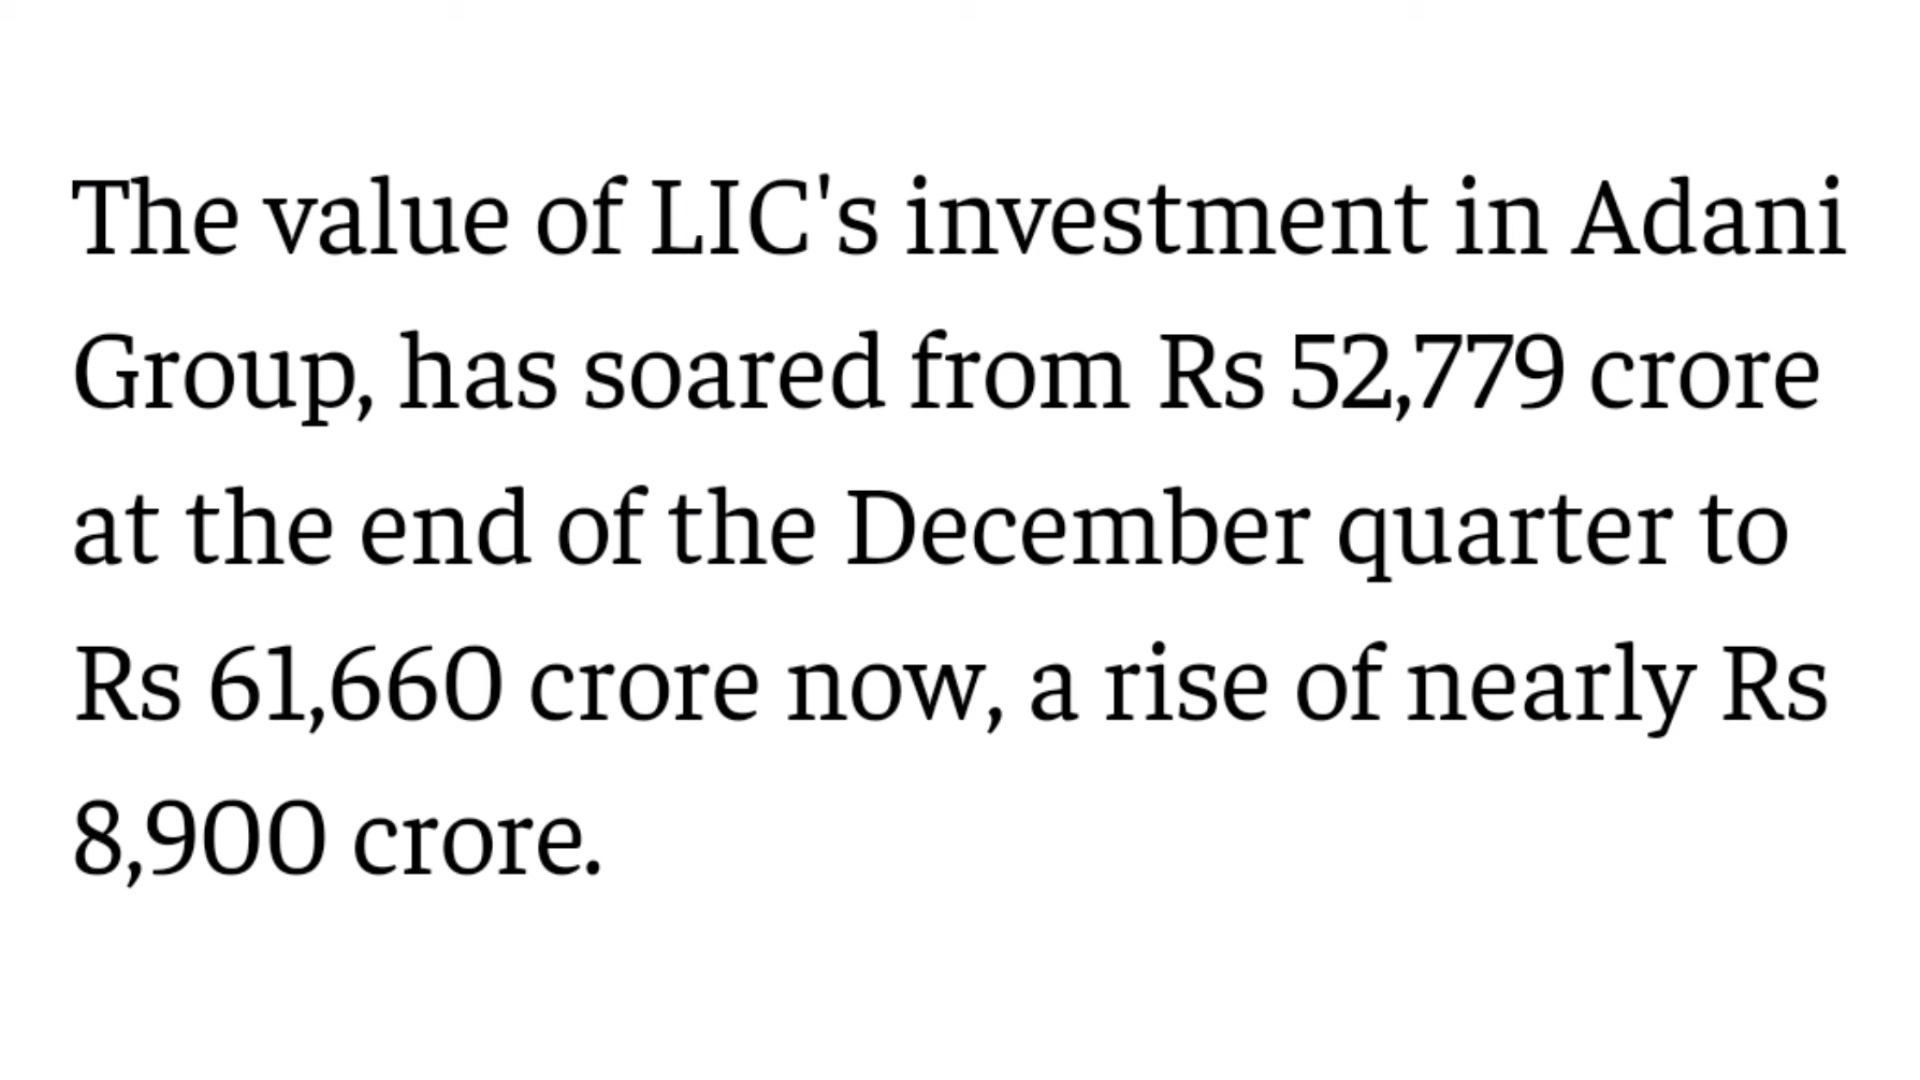 The value of LIC's investment in Adani
Group, has soared from Rs 52,779 crore
at the end of the December quarter to
Rs 61,660 crore now, a rise of nearly Rs
8,900 crore.